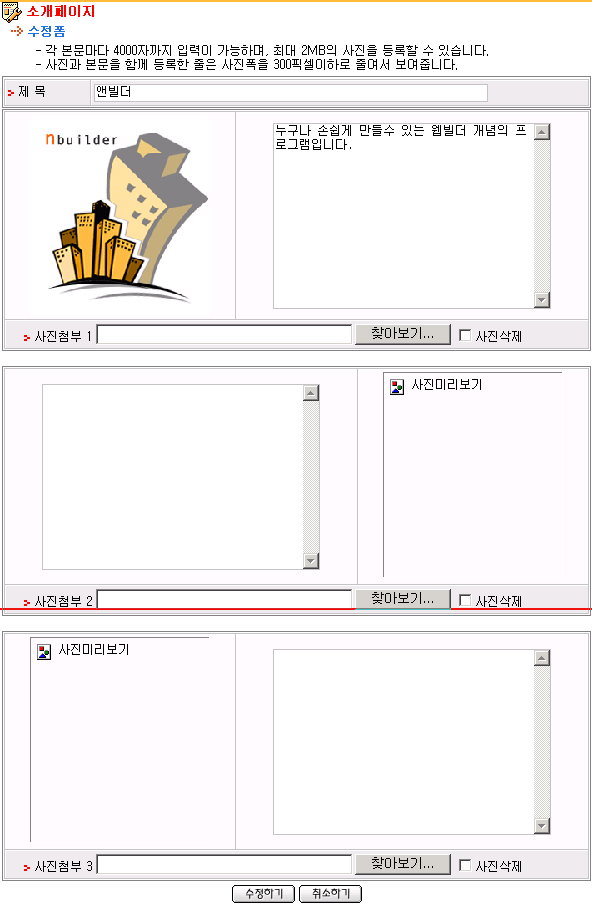 소개페이지
수정폼
- 각 본문마다 4000자까지 입력이 가능하며, 최대 2MB의 사진을 등록할 수 있습니다.
- 사진과 본문을 함께 등록한 줄은 사진폭을 300픽셀이하로 줄여서 보여줍니다.
제 목 앤빌더
nbuilder
누구나 손쉽게 만들수 있는 웹빌더 개념의 프
로그램입니다.
사진첨부 1 찾아보기... 사진삭제
사진미리보기
사진첨부 2 찾아보기... 사진삭제
사진미리보기
사진첨부 3 찾아보기... 사진삭제
수정하기 취소하기